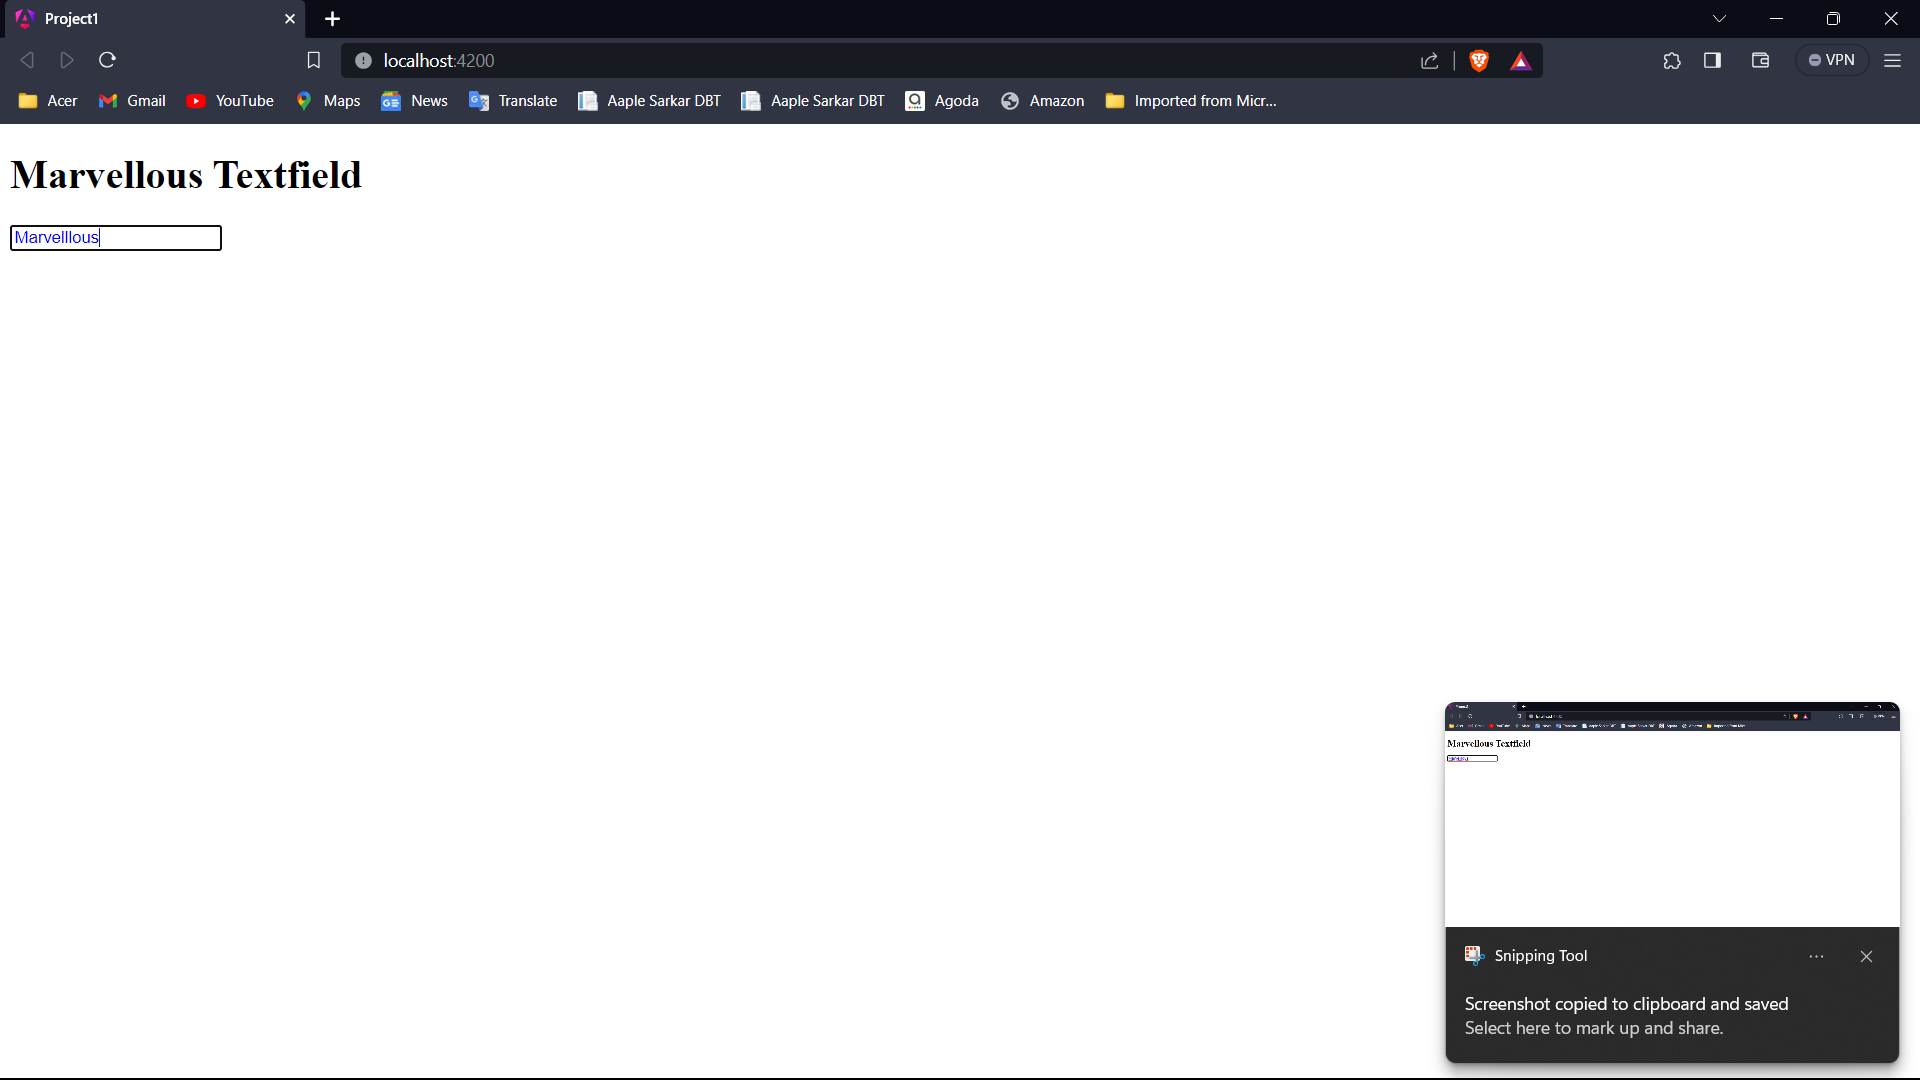 Project1
localhost:4200
VPN
Acer Gmail YouTube Maps News Translate Aaple Sarkar DBT Aaple Sarkar DBT Agoda Amazon Imported from Micr...
Marvellous Textfield
Marvelllous
Marvellous Textfield
Snipping Tool
Screenshot copied to clipboard and saved
Select here to mark up and share.